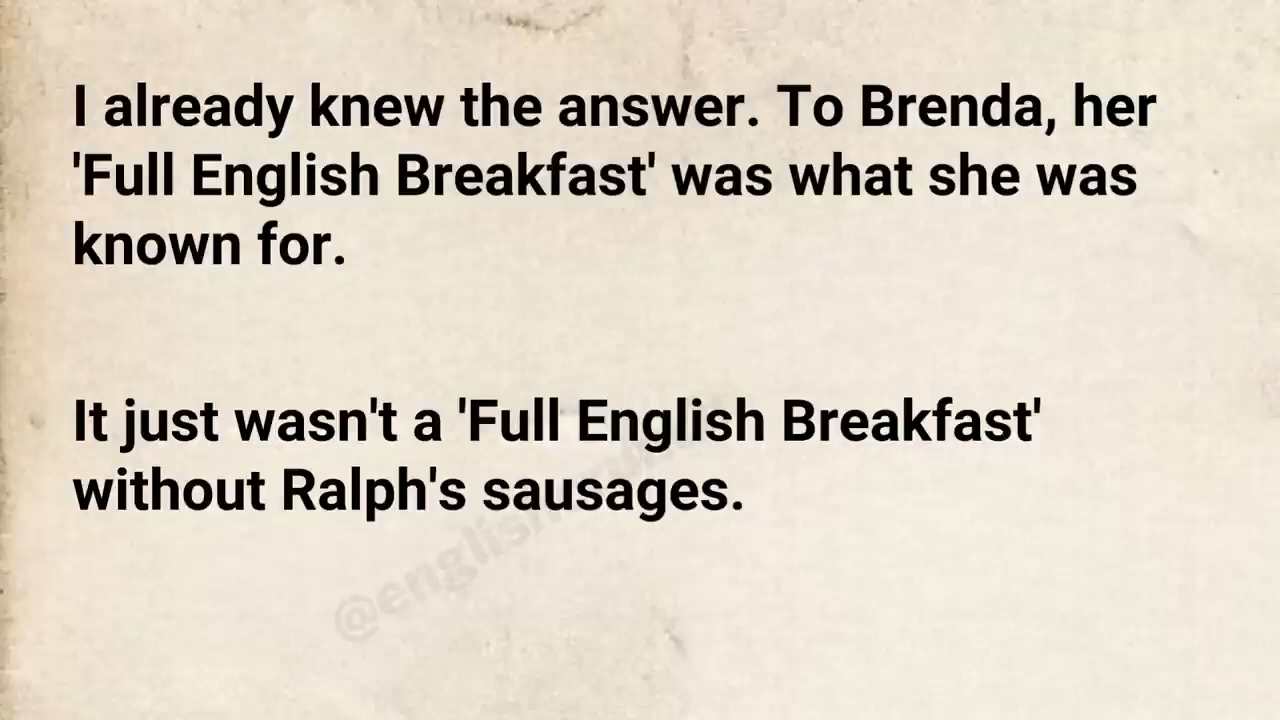 I already knew the answer. To Brenda, her
'Full English Breakfast' was what she was
known for.
It just wasn't a 'Full English Breakfast'
without Ralph's sausages.